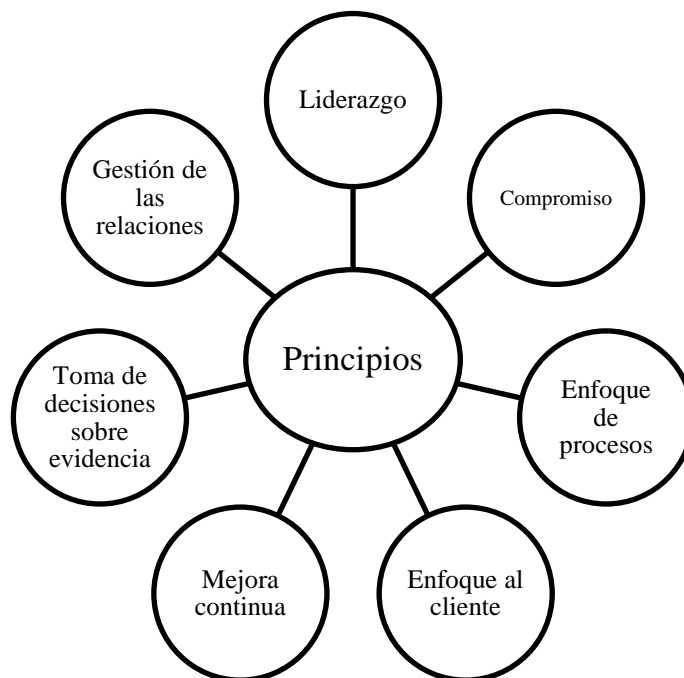 Liderazgo
Gestión de
las
relaciones
Compromiso
Principios
Toma de
decisiones
sobre
evidencia
Enfoque
de
procesos
Mejora
continua
Enfoque al
cliente